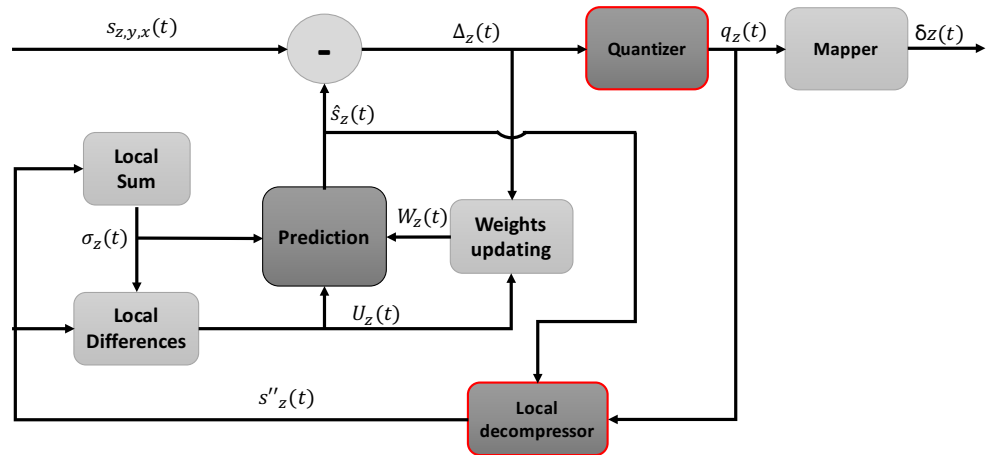 s_{z,y,x}(t)
-
Δ_z(t)
Quantizer
q_z(t)
Mapper
δz(t)
ŝ_z(t)
Local
Sum
σ_z(t)
Prediction
W_z(t)
Weights
updating
Local
Differences
U_z(t)
s''_z(t)
Local
decompressor